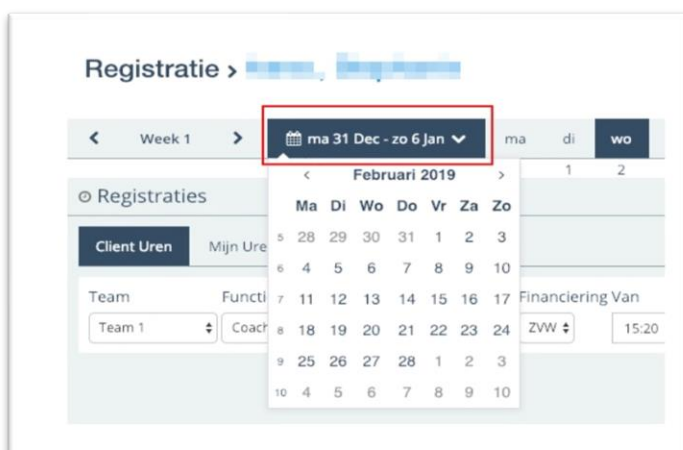 Registratie >
Week 1 ma 31 Dec - zo 6 Jan ma di wo
1 2
< Februari 2019 >
Registraties
Ma Di Wo Do Vr Za Zo
5 28 29 30 31 1 2 3
Client Uren Mijn Ure
6 4 5 6 7 8 9 10
Team Functi 7 11 12 13 14 15 16 17 Financiering Van
Team 1 Coach 8 18 19 20 21 22 23 24 ZVW 15:20
9 25 26 27 28 1 2 3
10 4 5 6 7 8 9 10